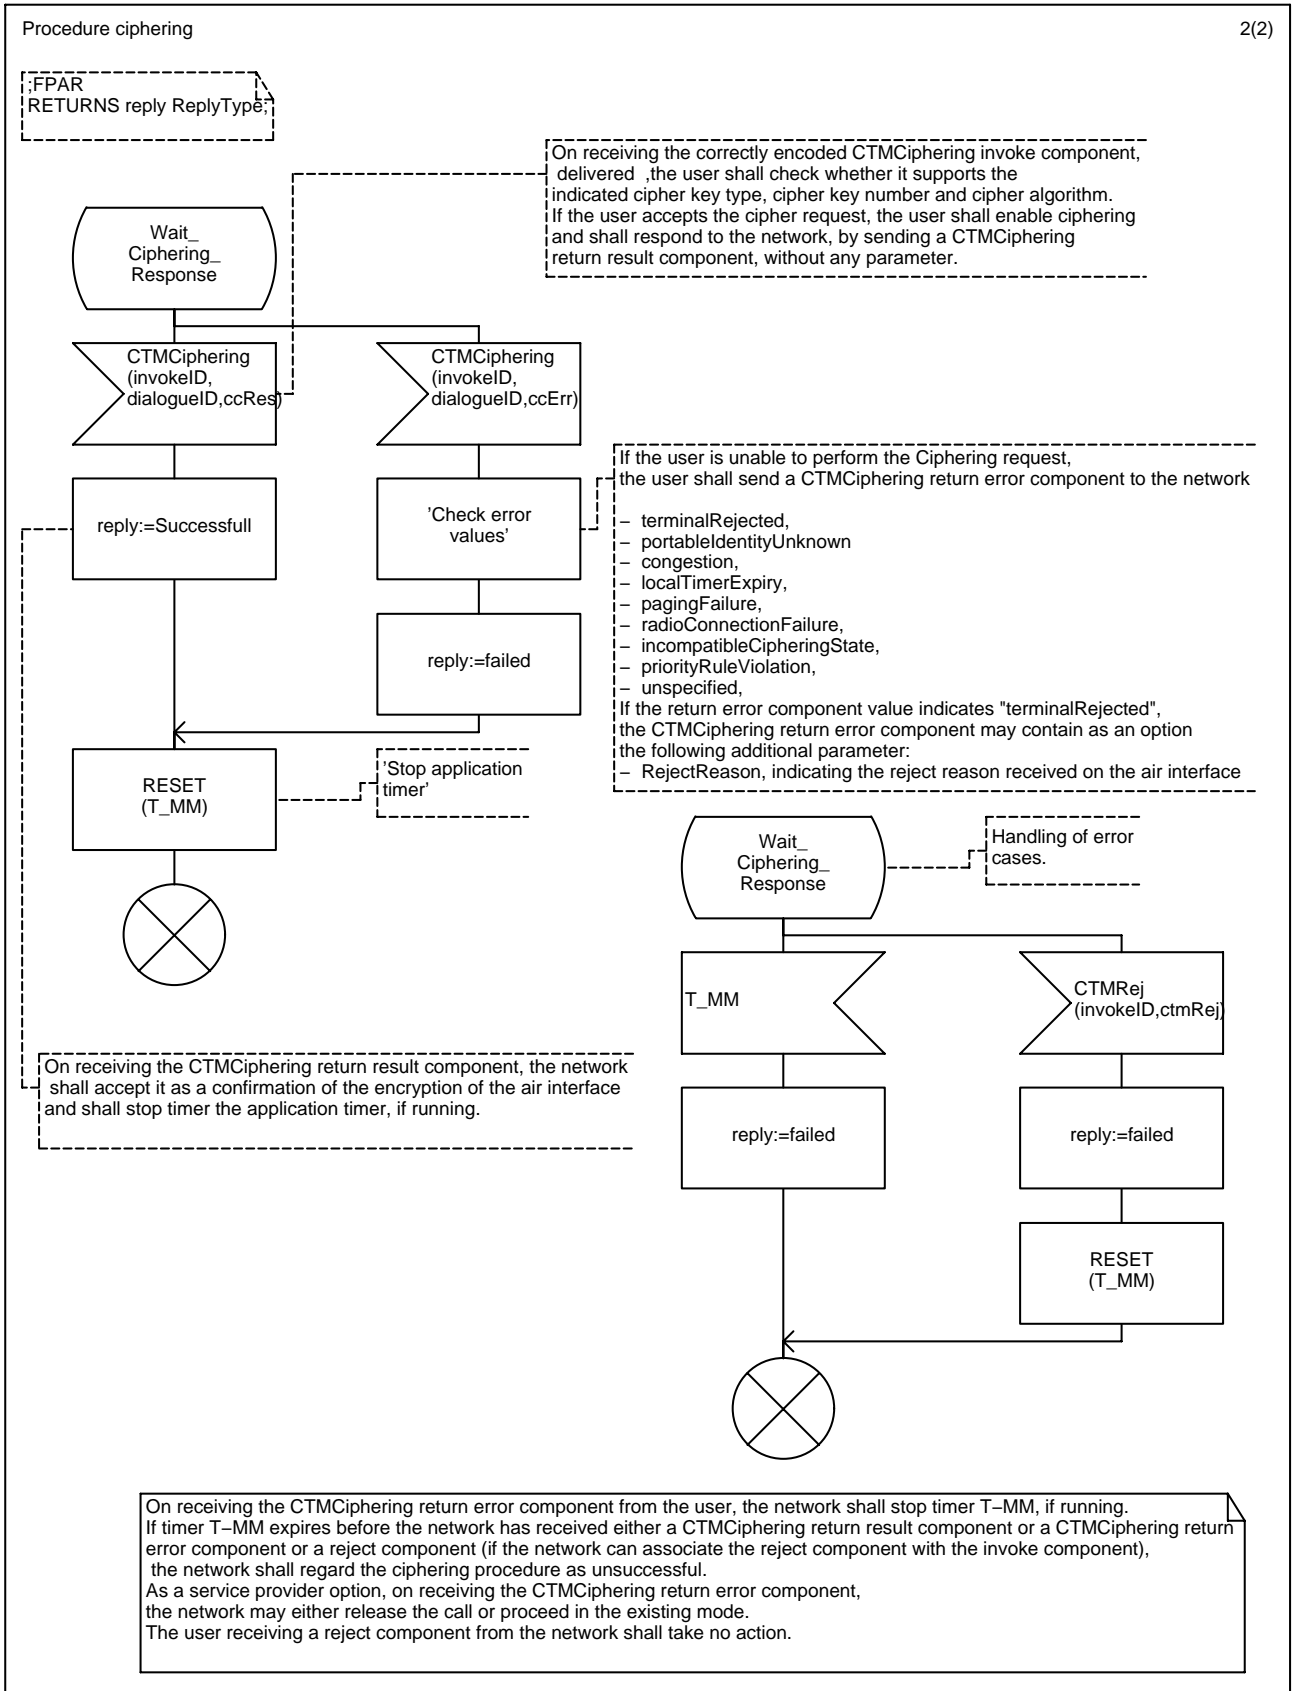 Procedure ciphering
2(2)
;FPAR
RETURNS reply ReplyType;
On receiving the correctly encoded CTMCiphering invoke component,
delivered ,the user shall check whether it supports the
indicated cipher key type, cipher key number and cipher algorithm.
If the user accepts the cipher request, the user shall enable ciphering
and shall respond to the network, by sending a CTMCiphering
return result component, without any parameter.
Wait_
Ciphering_
Response
CTMCiphering
(invokeID,
dialogueID,ccRes)
CTMCiphering
(invokeID,
dialogueID,ccErr)
reply:=Successfull
'Check error
values'
If the user is unable to perform the Ciphering request,
the user shall send a CTMCiphering return error component to the network
– terminalRejected,
– portableIdentityUnknown
– congestion,
– localTimerExpiry,
– pagingFailure,
– radioConnectionFailure,
– incompatibleCipheringState,
– priorityRuleViolation,
– unspecified,
If the return error component value indicates "terminalRejected",
the CTMCiphering return error component may contain as an option
the following additional parameter:
– RejectReason, indicating the reject reason received on the air interface
reply:=failed
RESET
(T_MM)
'Stop application
timer'
Wait_
Ciphering_
Response
Handling of error
cases.
T_MM
CTMRej
(invokeID,ctmRej)
On receiving the CTMCiphering return result component, the network
shall accept it as a confirmation of the encryption of the air interface
and shall stop timer the application timer, if running.
reply:=failed
reply:=failed
RESET
(T_MM)
On receiving the CTMCiphering return error component from the user, the network shall stop timer T–MM, if running.
If timer T–MM expires before the network has received either a CTMCiphering return result component or a CTMCiphering return
error component or a reject component (if the network can associate the reject component with the invoke component),
the network shall regard the ciphering procedure as unsuccessful.
As a service provider option, on receiving the CTMCiphering return error component,
the network may either release the call or proceed in the existing mode.
The user receiving a reject component from the network shall take no action.